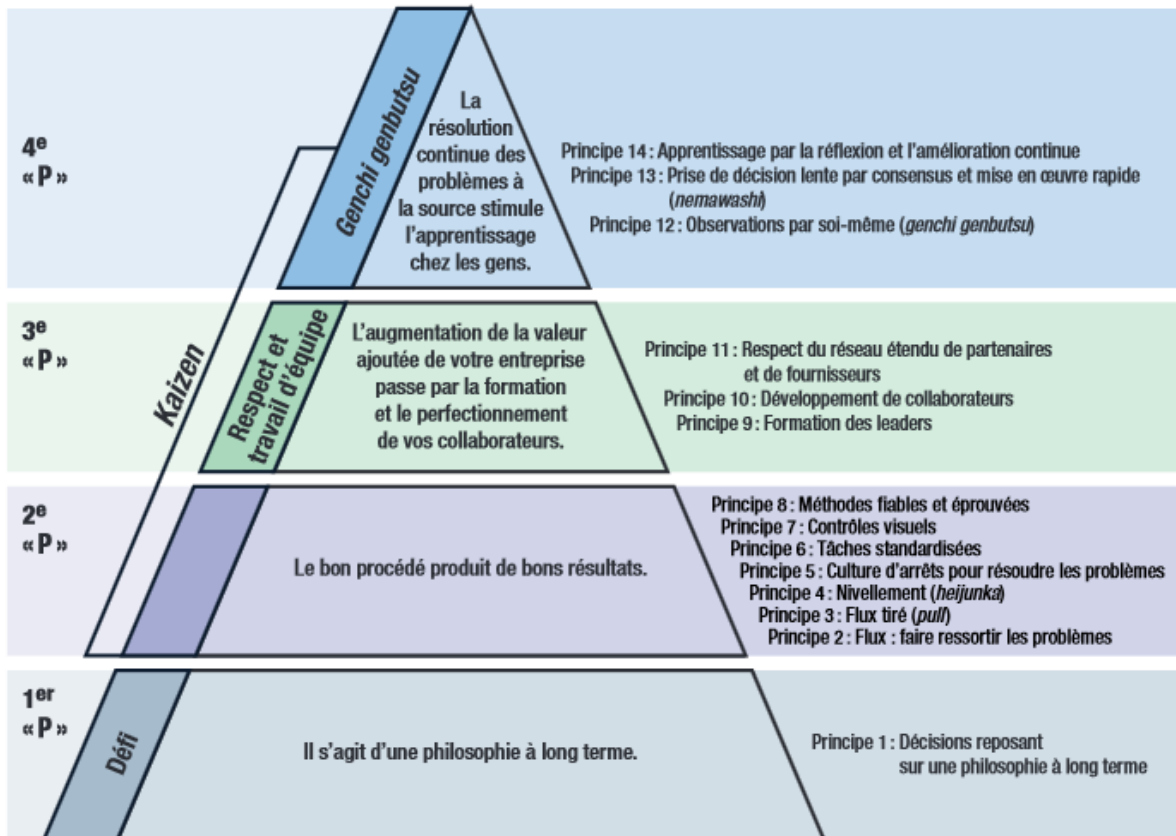 4e
« P »
Genchi genbutsu
La
résolution
continue des
problèmes à
la source stimule
l'apprentissage
chez les gens.
Principe 14 : Apprentissage par la réflexion et l'amélioration continue
Principe 13 : Prise de décision lente par consensus et mise en œuvre rapide
(nemawashi)
Principe 12 : Observations par soi-même (genchi genbutsu)
Kaizen
3e
« P »
Respect et
travail d'équipe
L'augmentation de la valeur
ajoutée de votre entreprise
passe par la formation
et le perfectionnement
de vos collaborateurs.
Principe 11 : Respect du réseau étendu de partenaires
et de fournisseurs
Principe 10 : Développement de collaborateurs
Principe 9 : Formation des leaders
2e
« P »
Le bon procédé produit de bons résultats.
Principe 8 : Méthodes fiables et éprouvées
Principe 7 : Contrôles visuels
Principe 6 : Tâches standardisées
Principe 5 : Culture d'arrêts pour résoudre les problèmes
Principe 4 : Nivellement (heijunka)
Principe 3 : Flux tiré (pull)
Principe 2 : Flux : faire ressortir les problèmes
1er
« P »
Défi
Il s'agit d'une philosophie à long terme.
Principe 1 : Décisions reposant
sur une philosophie à long terme